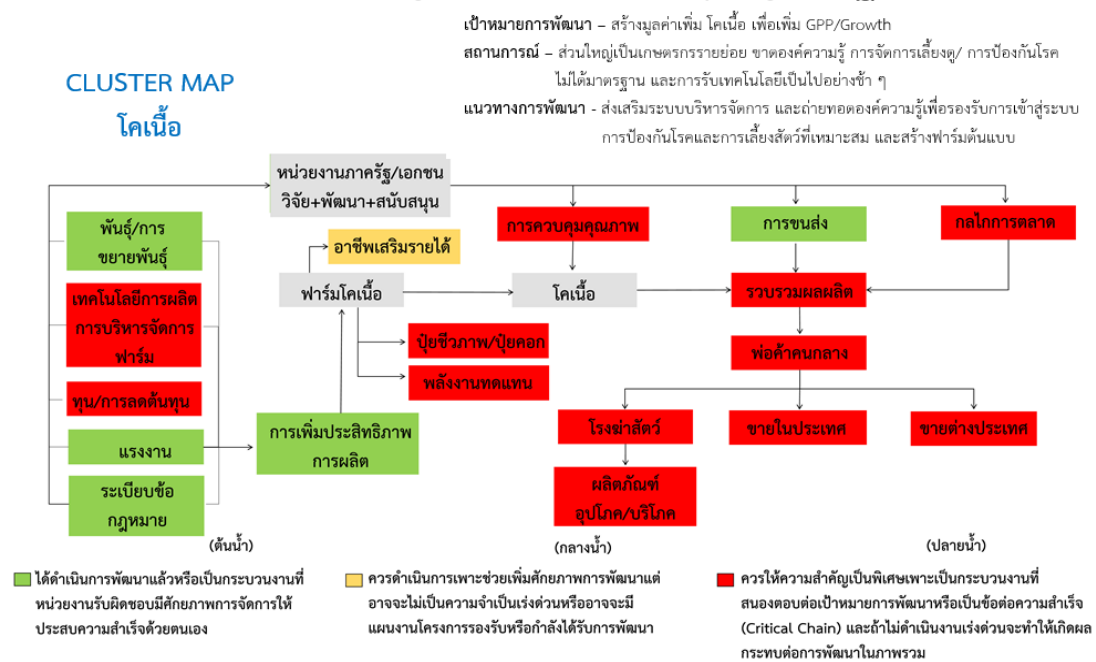 เป้าหมายการพัฒนา – สร้างมูลค่าเพิ่ม โคเนื้อ เพื่อเพิ่ม GPP/Growth
สถานการณ์ – ส่วนใหญ่เป็นเกษตรกรรายย่อย ขาดองค์ความรู้ การจัดการเลี้ยงดู/ การป้องกันโรค
ไม่ได้มาตรฐาน และการรับเทคโนโลยีเป็นไปอย่างช้า ๆ
แนวทางการพัฒนา - ส่งเสริมระบบบริหารจัดการ และถ่ายทอดองค์ความรู้เพื่อรองรับการเข้าสู่ระบบ
การป้องกันโรคและการเลี้ยงสัตว์ที่เหมาะสม และสร้างฟาร์มต้นแบบ
CLUSTER MAP
โคเนื้อ
หน่วยงานภาครัฐ/เอกชน
วิจัย+พัฒนา+สนับสนุน
พันธุ์/การ
ขยายพันธุ์
เทคโนโลยีการผลิต
การบริหารจัดการ
ฟาร์ม
ทุน/การลดต้นทุน
แรงงาน
ระเบียบข้อ
กฎหมาย
การเพิ่มประสิทธิภาพ
การผลิต
อาชีพเสริมรายได้
ฟาร์มโคเนื้อ
ปุ๋ยชีวภาพ/ปุ๋ยคอก
พลังงานทดแทน
การควบคุมคุณภาพ
โคเนื้อ
การขนส่ง
กลไกการตลาด
รวบรวมผลผลิต
พ่อค้าคนกลาง
โรงฆ่าสัตว์
ขายในประเทศ
ขายต่างประเทศ
ผลิตภัณฑ์
อุปโภค/บริโภค
(ต้นน้ำ)
(กลางน้ำ)
(ปลายน้ำ)
ได้ดำเนินการพัฒนาแล้วหรือเป็นกระบวนงานที่
หน่วยงานรับผิดชอบมีศักยภาพการจัดการให้
ประสบความสำเร็จด้วยตนเอง
ควรดำเนินการเพาะช่วยเพิ่มศักยภาพการพัฒนาแต่
อาจจะไม่เป็นความจำเป็นเร่งด่วนหรืออาจจะมี
แผนงานโครงการรองรับหรือกำลังได้รับการพัฒนา
ควรให้ความสำคัญเป็นพิเศษเพาะเป็นกระบวนงานที่
สนองตอบต่อเป้าหมายการพัฒนาหรือเป็นข้อต่อความสำเร็จ
(Critical Chain) และถ้าไม่ดำเนินงานเร่งด่วนจะทำให้เกิดผล
กระทบต่อการพัฒนาในภาพรวม